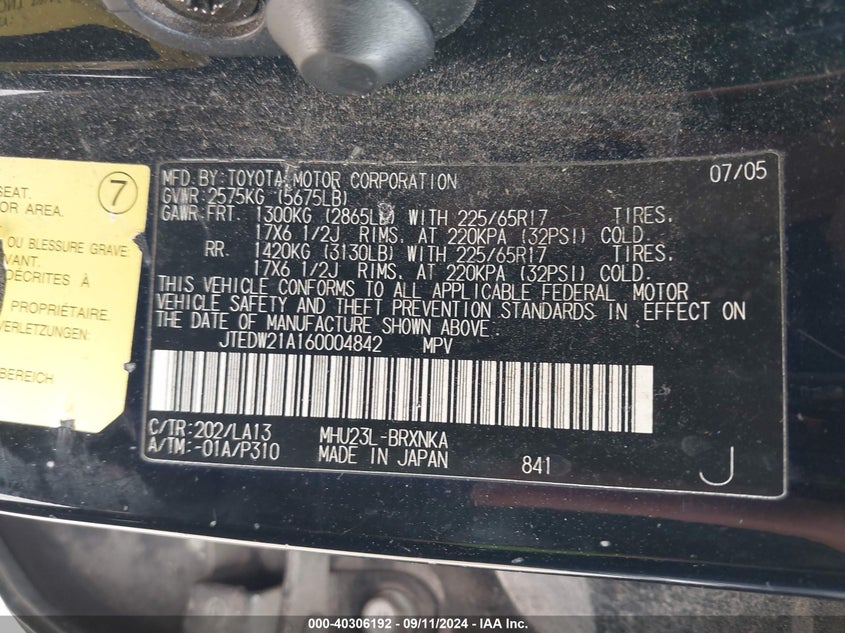 SEAT.
OR AREA.
7
OU BLESSURE GRAVE
VANT.
DÉCRITES À
PROPRIÉTAIRE.
VERLETZUNGEN:
BEREICH
MFD.BY:TOYOTA MOTOR CORPORATION 07/05
GVWR:2575KG (5675LB)
GAWR:FRT. 1300KG (2865LB) WITH 225/65R17 TIRES.
17X6 1/2J RIMS. AT 220KPA (32PSI) COLD.
RR. 1420KG (3130LB) WITH 225/65R17 TIRES.
17X6 1/2J RIMS. AT 220KPA (32PSI) COLD.
THIS VEHICLE CONFORMS TO ALL APPLICABLE FEDERAL MOTOR
VEHICLE SAFETY AND THEFT PREVENTION STANDARDS IN EFFECT ON
THE DATE OF MANUFACTURE SHOWN ABOVE.
JTEDW21A160004842 MPV
C/TR:202/LA13 MHU23L-BRXNKA
A/TM:-01A/P310 MADE IN JAPAN 841 J
000-40306192 - 09/11/2024 - IAA Inc.